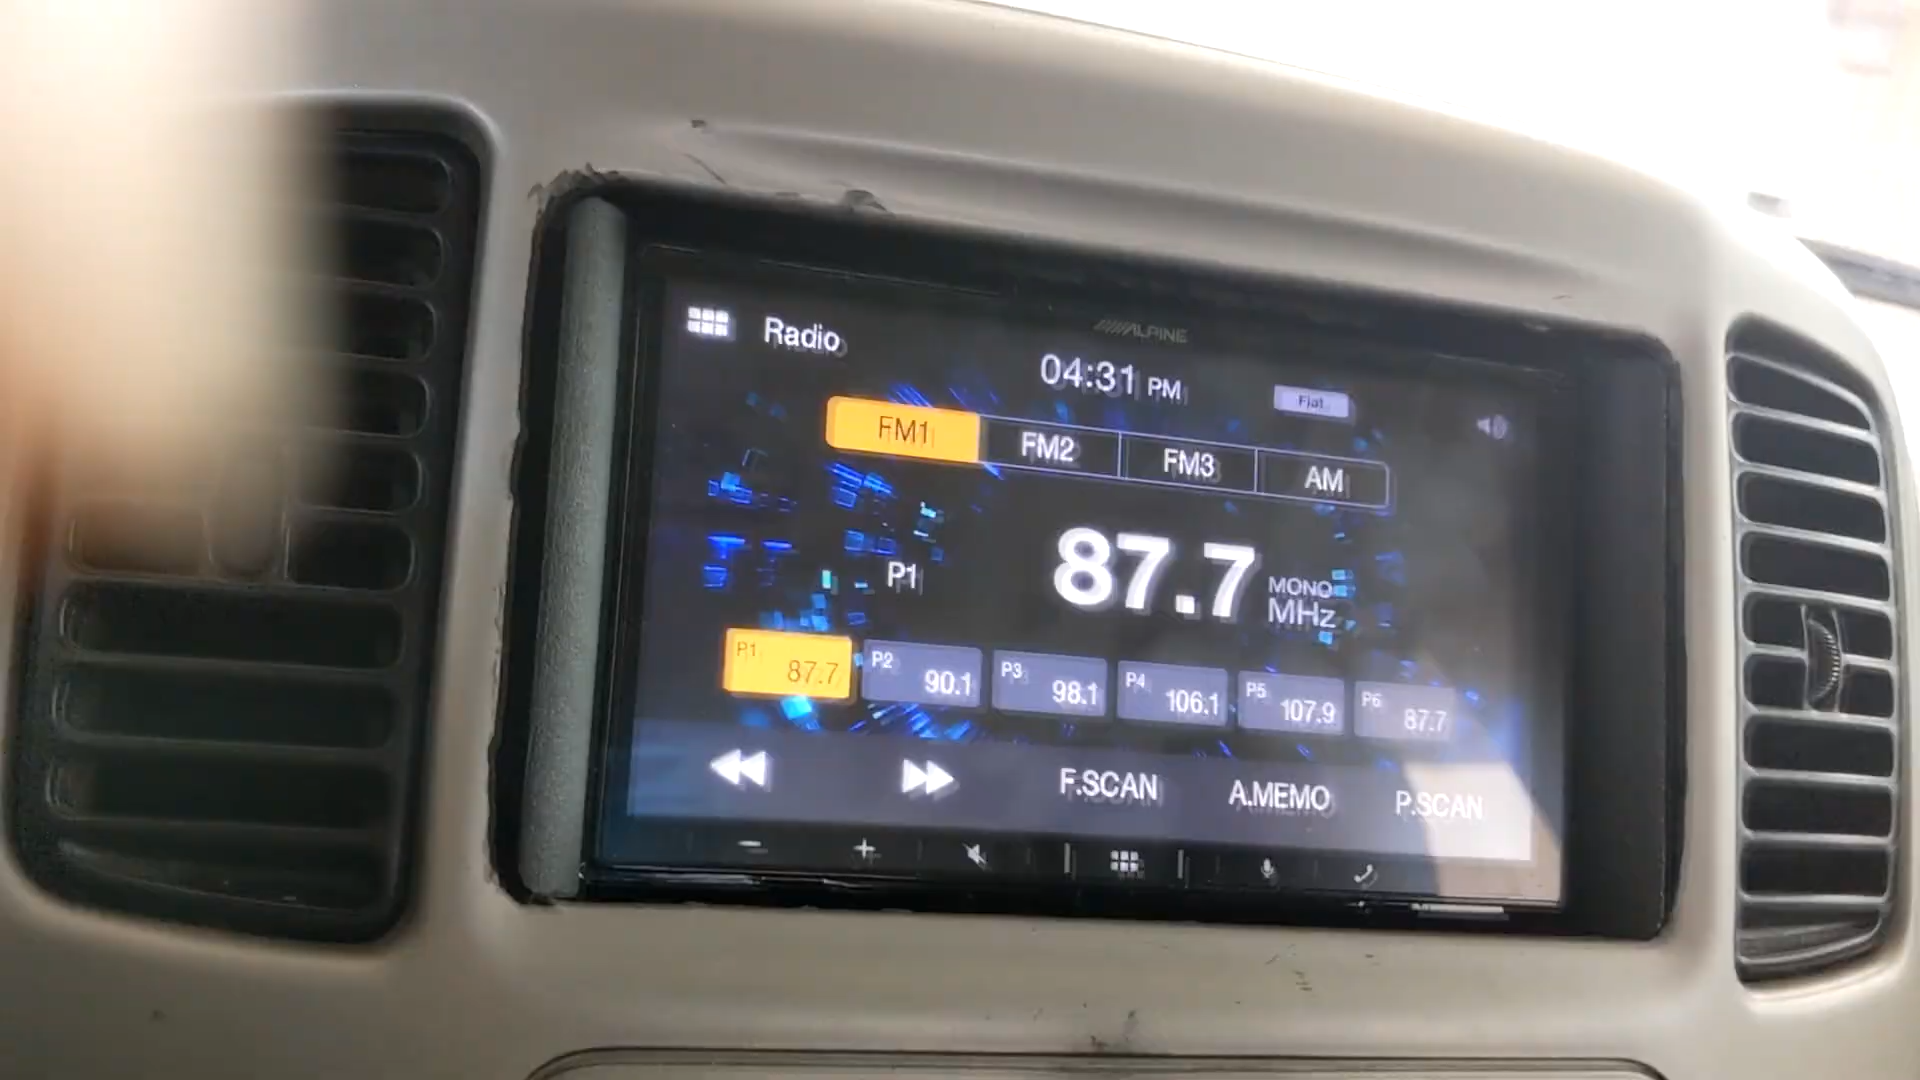 ALPINE
Radio
04:31 PM
Flat
FM1 FM2 FM3 AM
P1 87.7 MONO MHz
P1 87.7 P2 90.1 P3 98.1 P4 106.1 P5 107.9 P6 87.7
F.SCAN A.MEMO P.SCAN